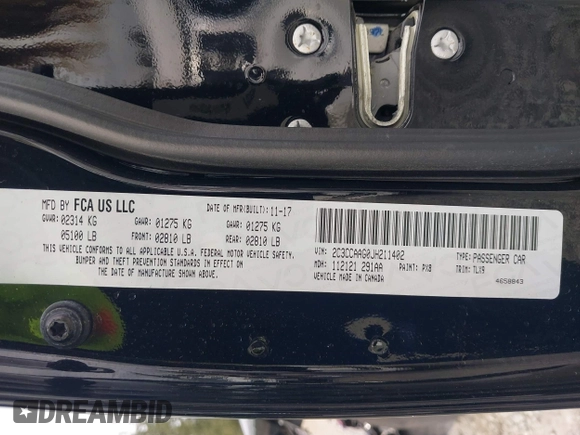 MFD BY FCA US LLC DATE OF MFR(BUILT): 11-17
GVWR: 02314 KG GAWR: 01275 KG GAWR: 01275 KG
05100 LB FRONT: 02810 LB REAR: 02810 LB
THIS VEHICLE CONFORMS TO ALL APPLICABLE U.S.A. FEDERAL MOTOR VEHICLE SAFETY,
BUMPER AND THEFT PREVENTION STANDARDS IN EFFECT ON
THE DATE OF MANUFACTURE SHOWN ABOVE.
VIN: 2C3CCAAG0JH211402 TYPE: PASSENGER CAR
MDH: 112121 291AA PAINT: PX8 TRIM: TLX9
VEHICLE MADE IN CANADA 4658843
DREAMBID